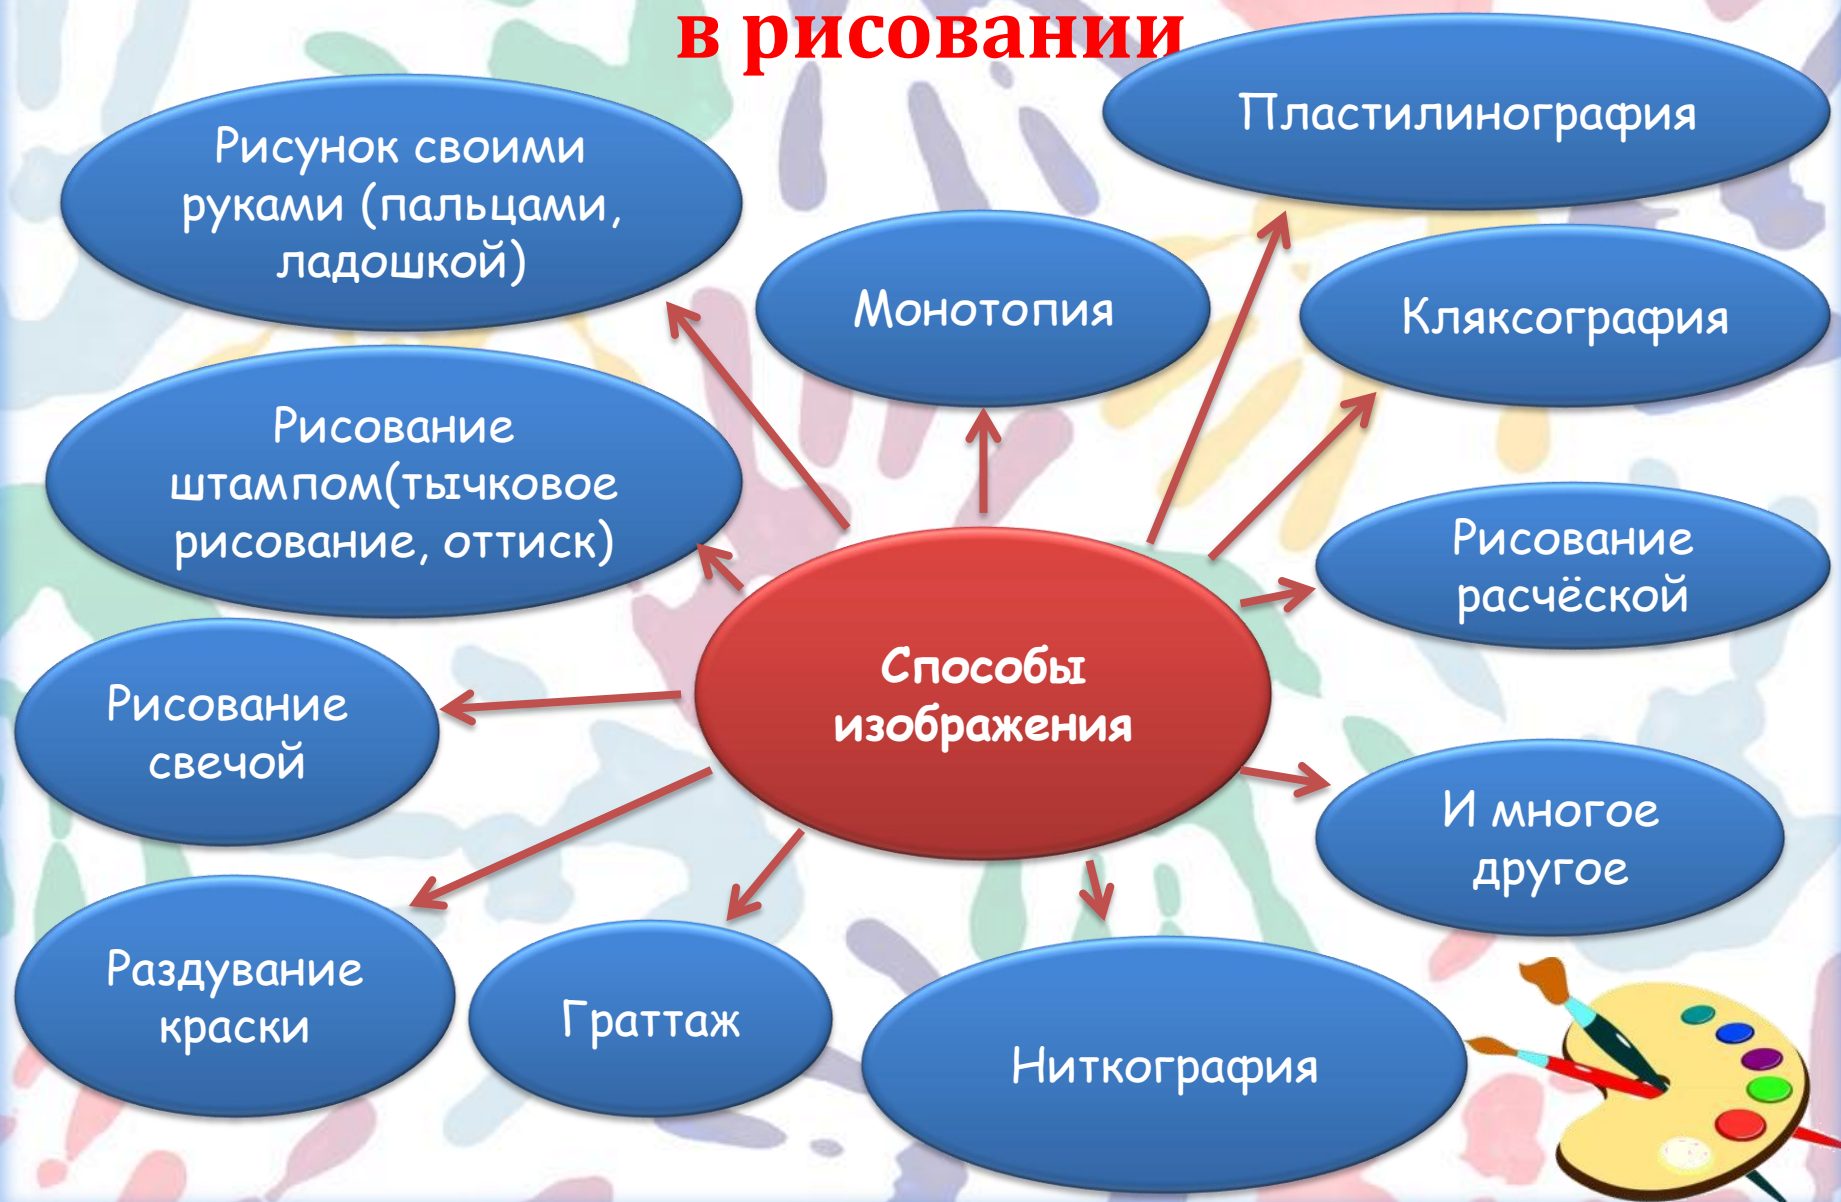 в рисовании
Пластилинография
Рисунок своими
руками (пальцами,
ладошкой)
Монотопия
Кляксография
Рисование
штампом(тычковое
рисование, оттиск)
Рисование
расчёской
Способы
изображения
Рисование
свечой
И многое
другое
Раздувание
краски
Граттаж
Ниткография